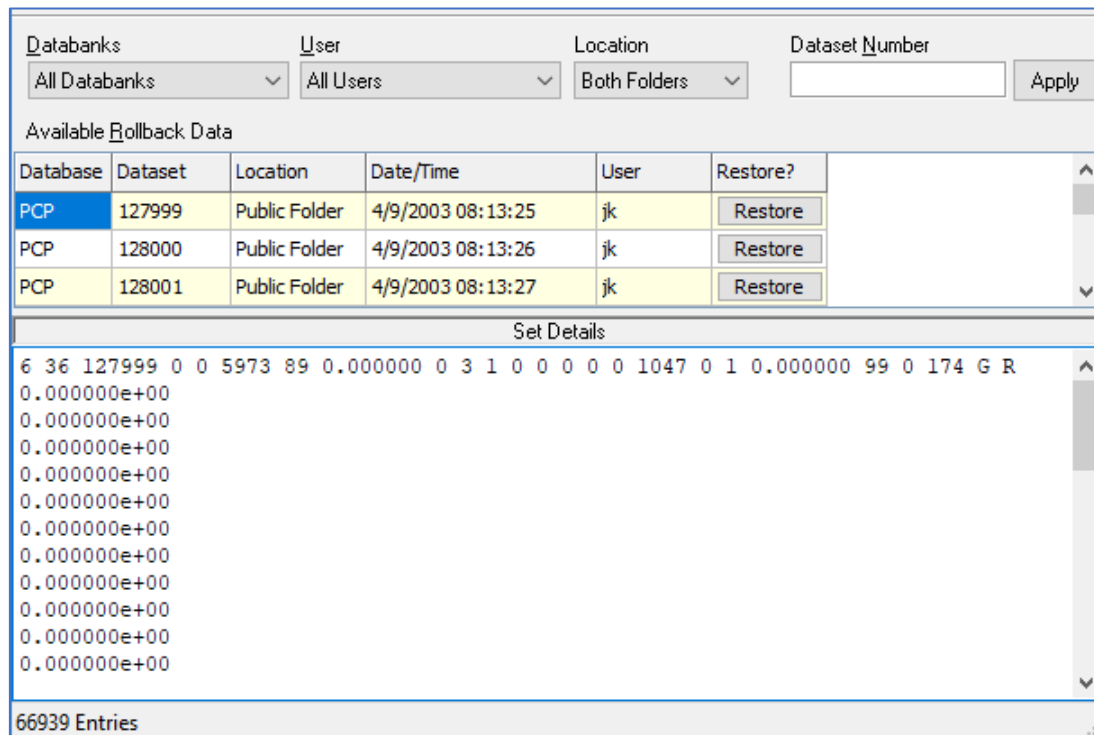 Databanks User Location Dataset Number
All Databanks All Users Both Folders Apply
Available Rollback Data
Database Dataset Location Date/Time User Restore?
PCP 127999 Public Folder 4/9/2003 08:13:25 jk Restore
PCP 128000 Public Folder 4/9/2003 08:13:26 jk Restore
PCP 128001 Public Folder 4/9/2003 08:13:27 jk Restore
Set Details
6 36 127999 0 0 5973 89 0.000000 0 3 1 0 0 0 0 0 1047 0 1 0.000000 99 0 174 G R
0.000000e+00
0.000000e+00
0.000000e+00
0.000000e+00
0.000000e+00
0.000000e+00
0.000000e+00
0.000000e+00
0.000000e+00
0.000000e+00
0.000000e+00
66939 Entries